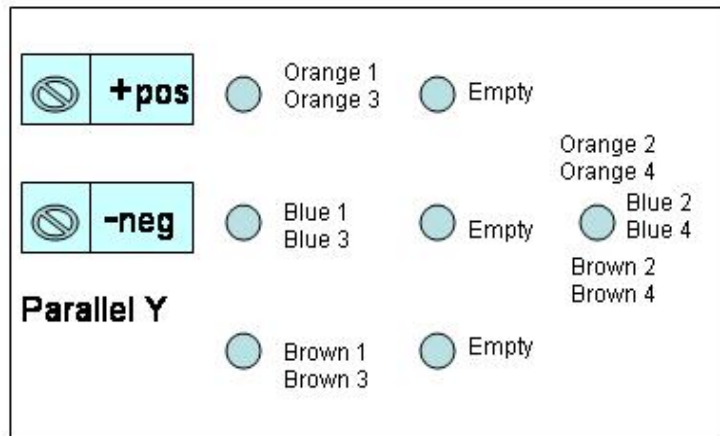 +pos
Orange 1
Orange 3
Empty
Orange 2
Orange 4
-neg
Blue 1
Blue 3
Empty
Blue 2
Blue 4
Brown 2
Brown 4
Parallel Y
Brown 1
Brown 3
Empty